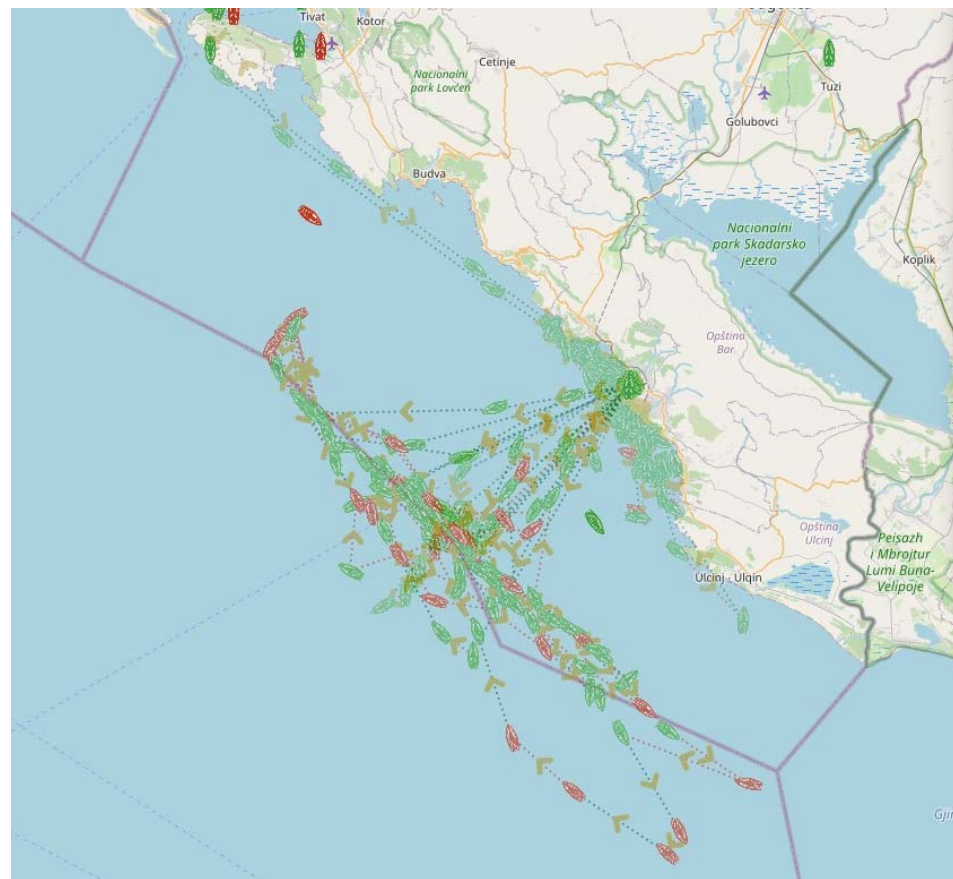 Tivat
Kotor
Cetinje
Nacionalni
park Lovćen
Tuzi
Golubovci
Budva
Nacionalni
park Skadarsko
jezero
Koplik
Opština
Bar
Opština
Ulcinj
Ulcinj - Ulqin
Peisazh
i Mbrojtur
Lumi Buna-
Velipoje